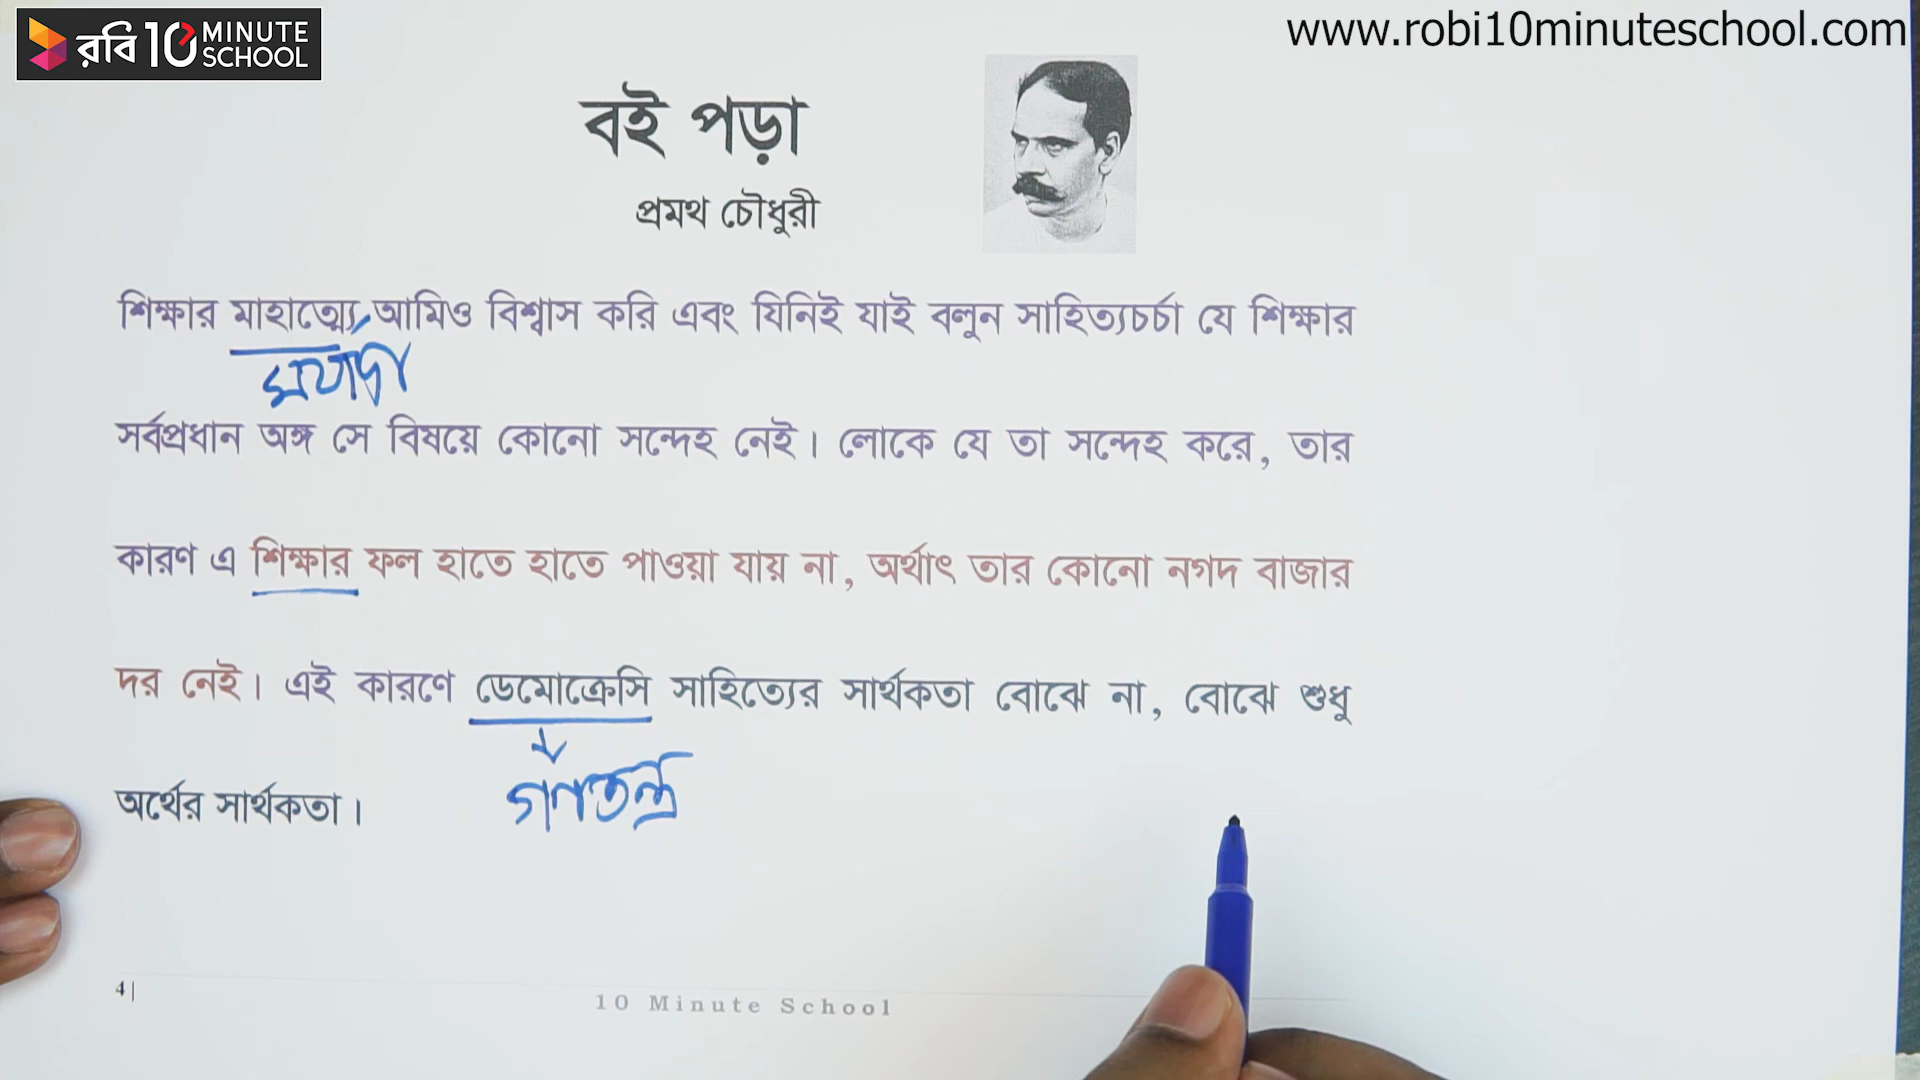 রবি 10 MINUTE SCHOOL
www.robi10minuteschool.com
বই পড়া
প্রমথ চৌধুরী
শিক্ষার মাহাত্ম্যে আমিও বিশ্বাস করি এবং যিনিই যাই বলুন সাহিত্যচর্চা যে শিক্ষার
মর্যাদা
সর্বপ্রধান অঙ্গ সে বিষয়ে কোনো সন্দেহ নেই। লোকে যে তা সন্দেহ করে, তার
কারণ এ শিক্ষার ফল হাতে হাতে পাওয়া যায় না, অর্থাৎ তার কোনো নগদ বাজার
দর নেই। এই কারণে ডেমোক্রেসি সাহিত্যের সার্থকতা বোঝে না, বোঝে শুধু
গণতন্ত্র
অর্থের সার্থকতা।
4|
10 Minute School